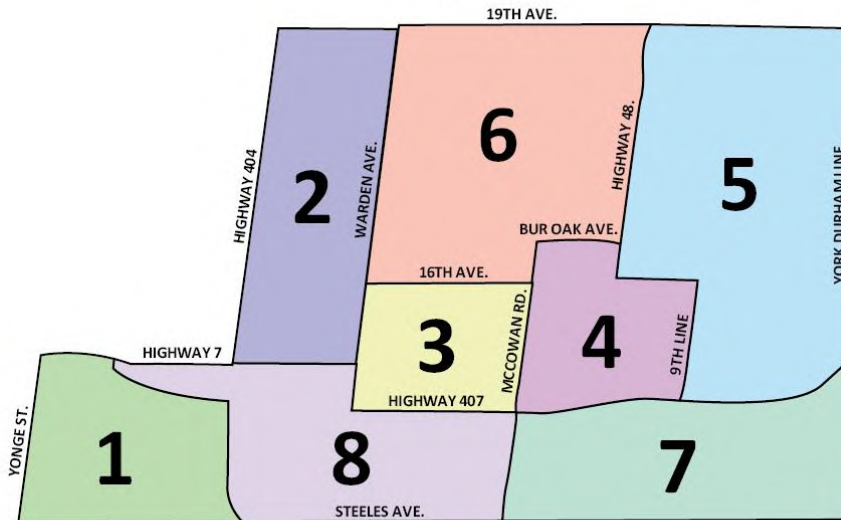 19TH AVE.
HIGHWAY 404
2
WARDEN AVE.
6
HIGHWAY 48.
5
YORK DURHAM LINE
BUR OAK AVE.
16TH AVE.
3
MCCOWAN RD.
4
9TH LINE
HIGHWAY 7
HIGHWAY 407
YONGE ST.
1
8
7
STEELES AVE.